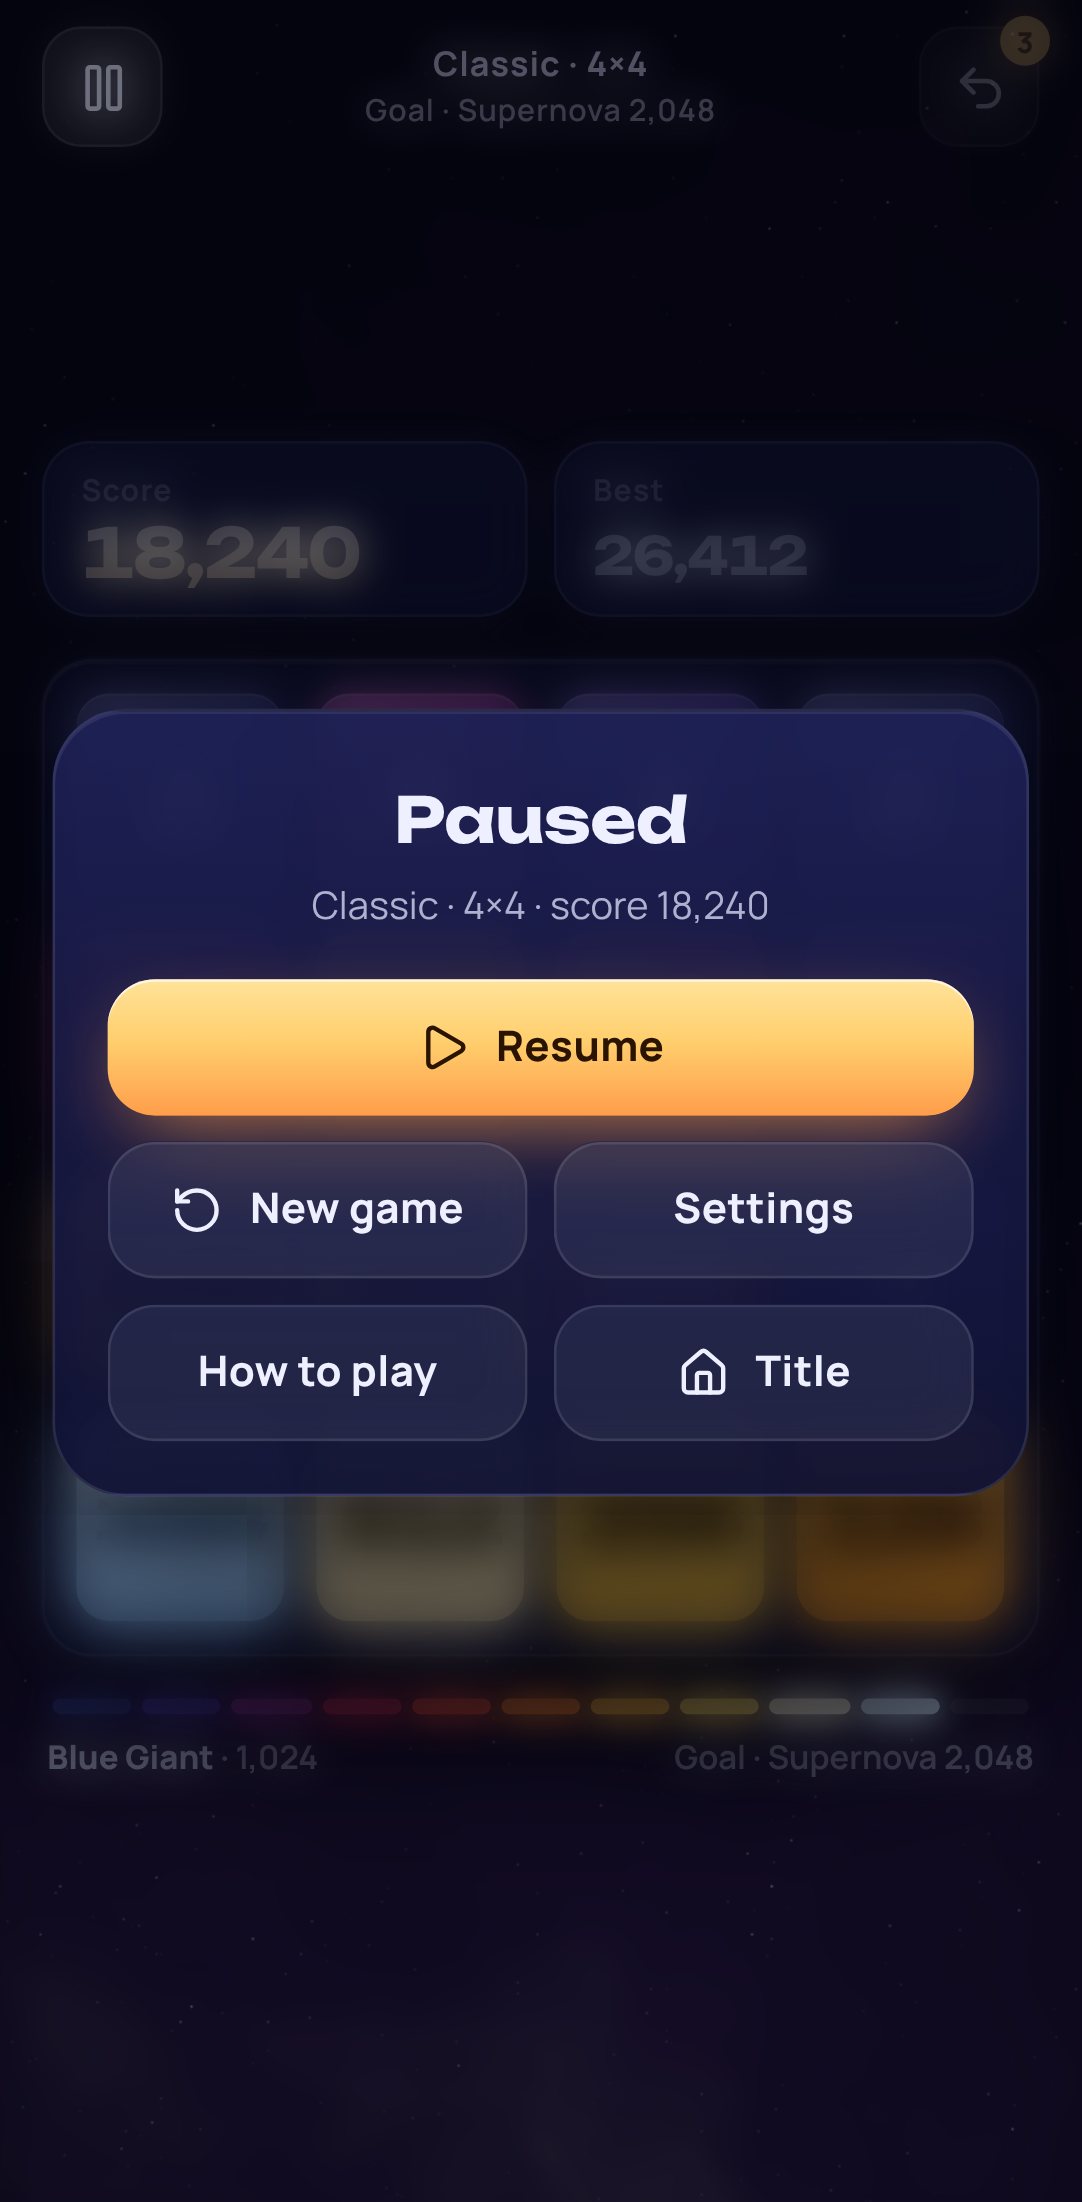 Classic · 4×4
3
Goal · Supernova 2,048
Score
18,240
Best
26,412
Paused
Classic · 4×4 · score 18,240
Resume
New game
Settings
How to play
Title
Blue Giant · 1,024
Goal · Supernova 2,048